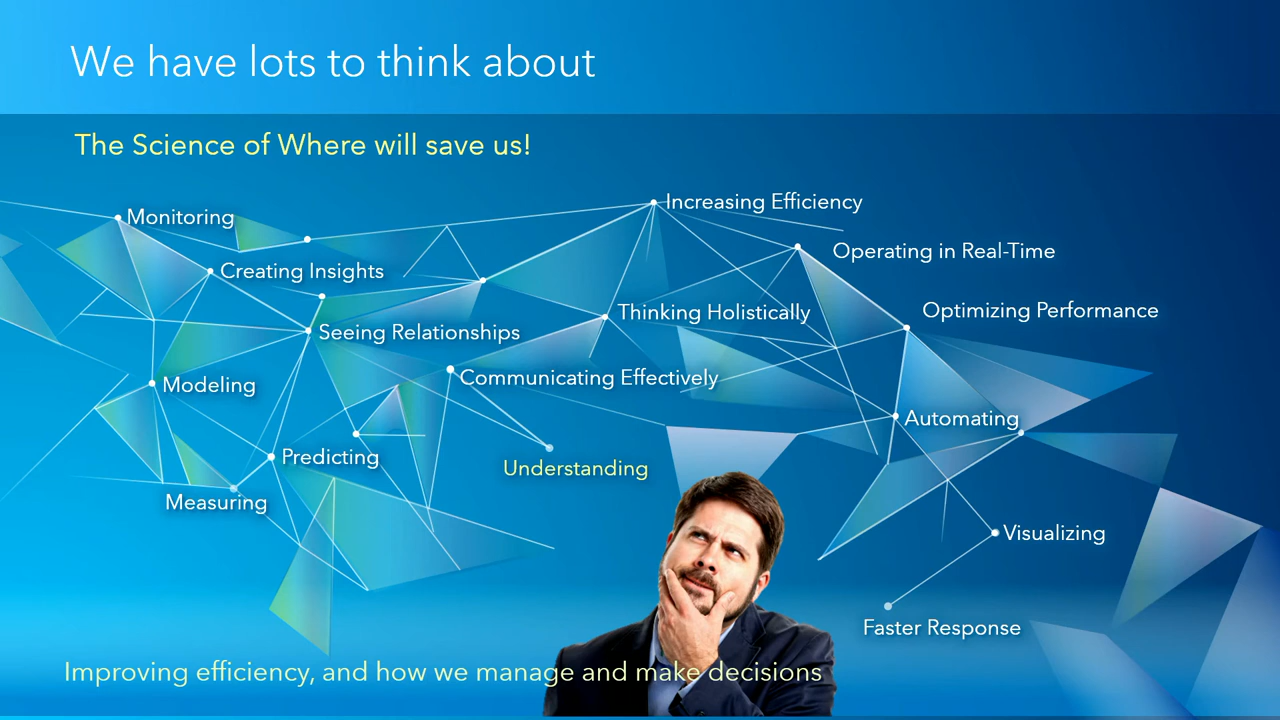 We have lots to think about
The Science of Where will save us!
Increasing Efficiency
Monitoring
Operating in Real-Time
Creating Insights
Optimizing Performance
Thinking Holistically
Seeing Relationships
Communicating Effectively
Modeling
Automating
Predicting
Understanding
Measuring
Visualizing
Faster Response
Improving efficiency, and how we manage and make decisions